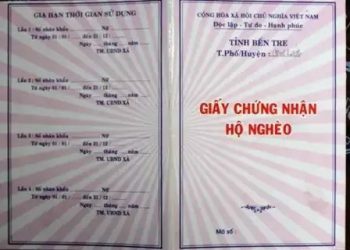 GIA HẠN THỜI GIAN SỬ DỤNG
Lần 1 : Số nhân khẩu Nữ
Từ ngày 01 / 01 / đến 31 / 12 /
Ngày tháng năm
TM. UBND XÃ
Lần 2 : Số nhân khẩu Nữ
Từ ngày 01 / 01 / đến 31 / 12 /
Ngày tháng năm
TM. UBND XÃ
Lần 3 : Số nhân khẩu Nữ
Từ ngày 01 / 01 / đến 31 / 12
Ngày tháng năm
TM. UBND XÃ
Lần 4 : Số nhân khẩu Nữ
Từ ngày 01 / 01 / đến 31 / 12
Ngày tháng năm
TM. UBND XÃ
CỘNG HÒA XÃ HỘI CHỦ NGHĨA VIỆT NAM
Độc lập - Tự do - Hạnh phúc
TỈNH BẾN TRE
T.Phố/Huyện:
GIẤY CHỨNG NHẬN
HỘ NGHÈO
Mã số :